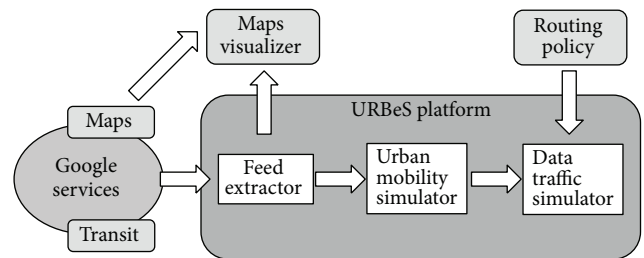 Maps
visualizer
Routing
policy
URBeS platform
Maps
Google
services
Transit
Feed
extractor
Urban
mobility
simulator
Data
traffic
simulator